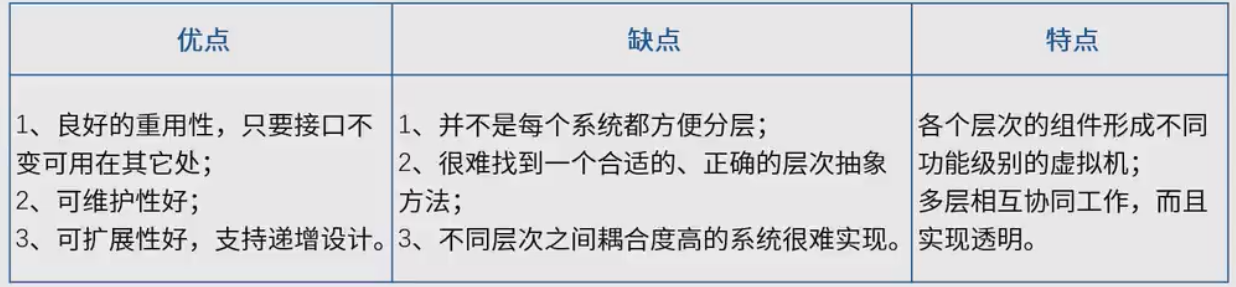 优点
缺点
特点
1、良好的重用性，只要接口不
变可用在其它处；
2、可维护性好；
3、可扩展性好，支持递增设计。
1、并不是每个系统都方便分层；
2、很难找到一个合适的、正确的层次抽象
方法；
3、不同层次之间耦合度高的系统很难实现。
各个层次的组件形成不同
功能级别的虚拟机；
多层相互协同工作，而且
实现透明。